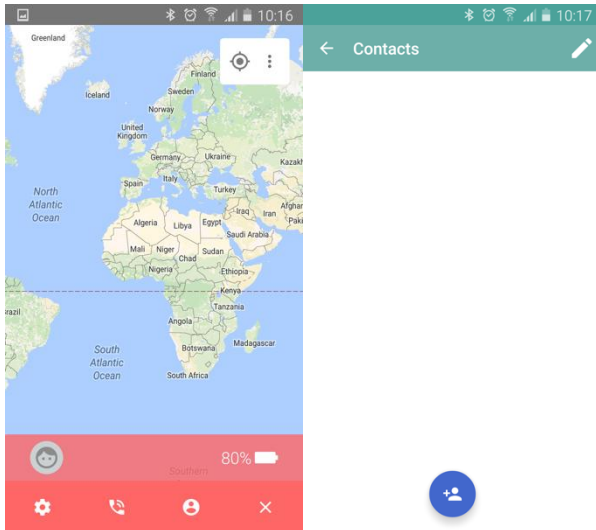 10:16
Greenland
Finland
Iceland
Sweden
Norway
United
Kingdom
Germany
Ukraine
Kazakh
Italy
Spain
Turkey
North
Atlantic
Ocean
Iraq
Iran
Afghan
Paki
Algeria
Libya
Egypt
Saudi Arabia
Mali
Niger
Chad
Sudan
Nigeria
Ethiopia
Kenya
Brazil
Tanzania
Angola
South
Atlantic
Ocean
Botswana
Madagascar
South Africa
80%
Southern
10:17
Contacts